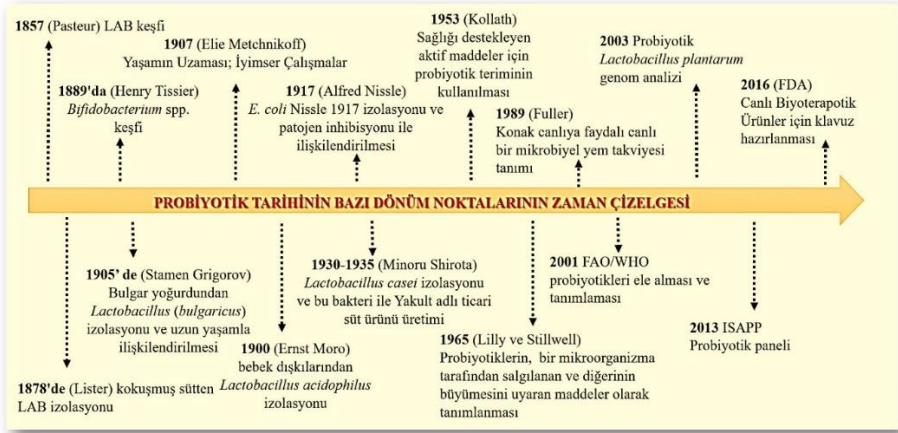 1857 (Pasteur) LAB keşfi
1907 (Elie Metchnikoff)
Yaşamın Uzaması; İyimser Çalışmalar
1889'da (Henry Tissier)
Bifidobacterium spp.
keşfi
1917 (Alfred Nissle)
E. coli Nissle 1917 izolasyonu ve
patojen inhibisyonu ile
ilişkilendirilmesi
1953 (Kollath)
Sağlığı destekleyen
aktif maddeler için
probiyotik teriminin
kullanılması
1989 (Fuller)
Konak canlıya faydalı canlı
bir mikrobiyel yem takviyesi
tanımı
2003 Probiyotik
Lactobacillus plantarum
genom analizi
2016 (FDA)
Canlı Biyoterapotik
Ürünler için klavuz
hazırlanması
PROBİYOTİK TARİHİNİN BAZI DÖNÜM NOKTALARININ ZAMAN ÇİZELGESİ
1905' de (Stamen Grigorov)
Bulgar yoğurdundan
Lactobacillus (bulgaricus)
izolasyonu ve uzun yaşamla
ilişkilendirilmesi
1878'de (Lister) kokuşmuş sütten
LAB izolasyonu
1900 (Ernst Moro)
bebek dışkılarından
Lactobacillus acidophilus
izolasyonu
1930-1935 (Minoru Shirota)
Lactobacillus casei izolasyonu
ve bu bakteri ile Yakult adlı ticari
süt ürünü üretimi
1965 (Lilly ve Stillwell)
Probiyotiklerin, bir mikroorganizma
tarafından salgılanan ve diğerinin
büyümesini uyaran maddeler olarak
tanımlanması
2001 FAO/WHO
probiyotikleri ele alması ve
tanımlaması
2013 ISAPP
Probiyotik paneli